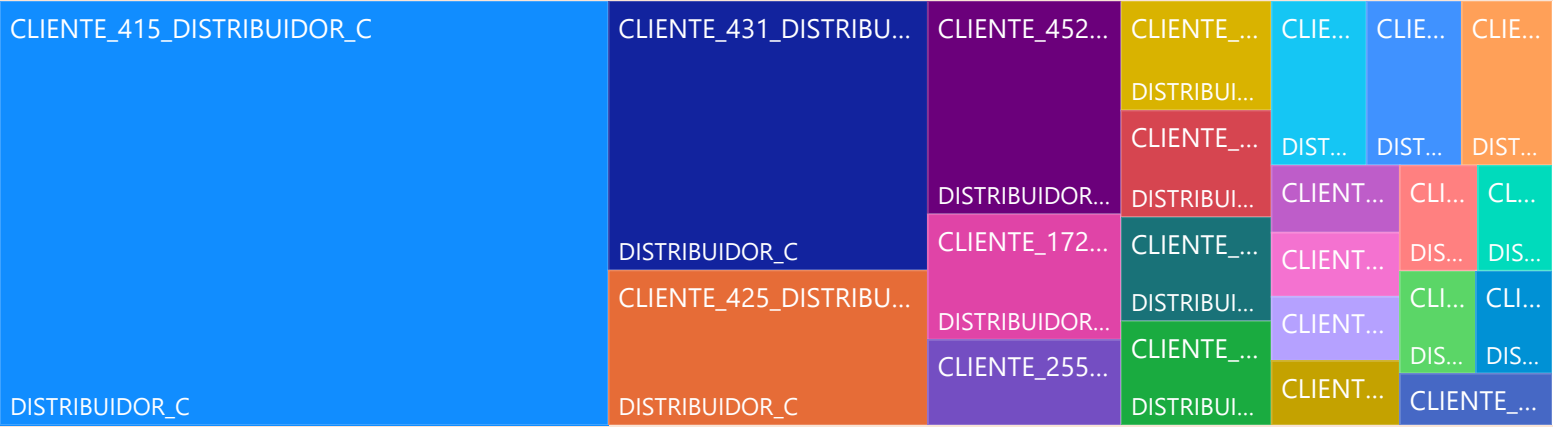 CLIENTE_415_DISTRIBUIDOR_C
DISTRIBUIDOR_C
CLIENTE_431_DISTRIBU...
DISTRIBUIDOR_C
CLIENTE_425_DISTRIBU...
DISTRIBUIDOR_C
CLIENTE_452...
DISTRIBUIDOR...
CLIENTE_172...
DISTRIBUIDOR...
CLIENTE_255...
CLIENTE_...
DISTRIBUI...
CLIENTE_...
DISTRIBUI...
CLIENTE_...
DISTRIBUI...
CLIENTE_...
DISTRIBUI...
CLIE...
DIST...
CLIE...
DIST...
CLIE...
DIST...
CLIENT...
CLIENT...
CLIENT...
CLIENT...
CLI...
DIS...
CL...
DIS...
CLI...
DIS...
CLI...
DIS...
CLIENTE_...